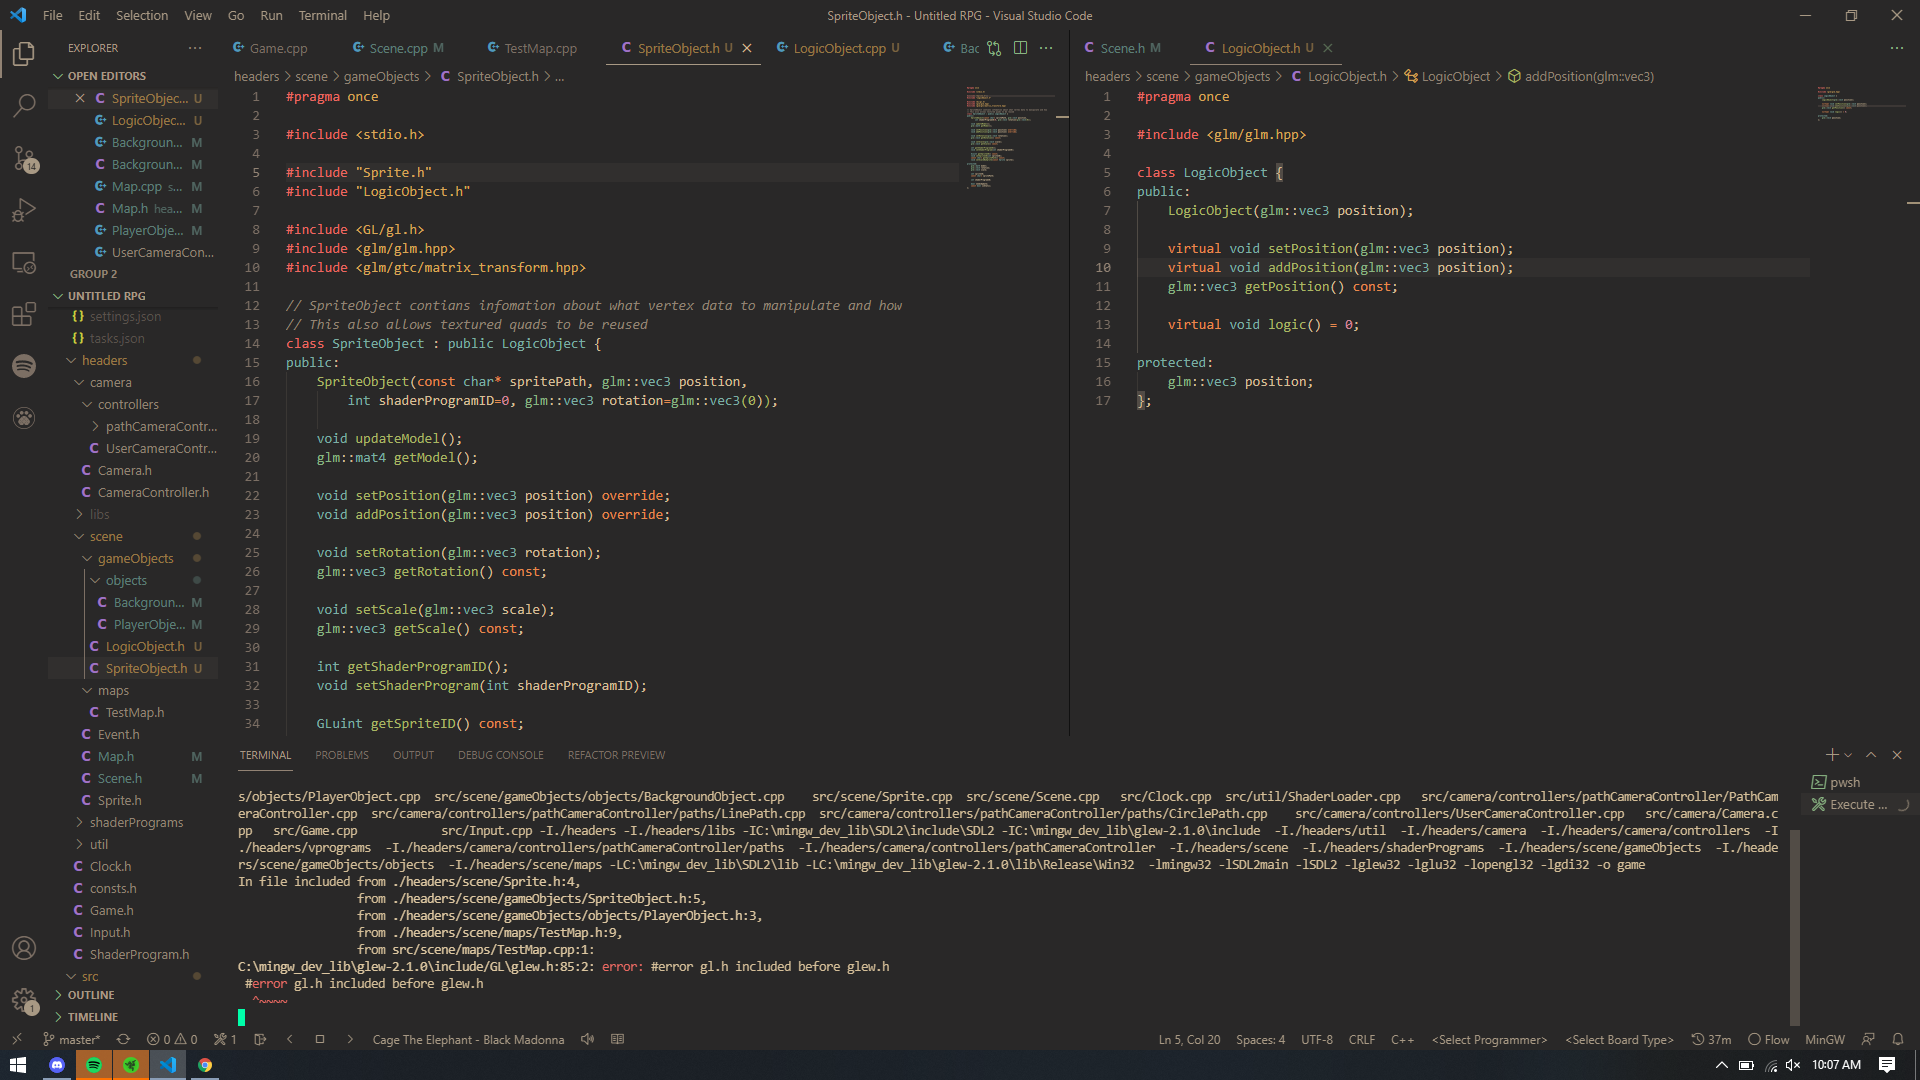 File Edit Selection View Go Run Terminal Help
SpriteObject.h - Untitled RPG - Visual Studio Code
EXPLORER
OPEN EDITORS
SpriteObjec... U
LogicObjec... U
Backgroun... M
Backgroun... M
Map.cpp s... M
Map.h hea... M
PlayerObje... M
UserCameraCon...
GROUP 2
UNTITLED RPG
settings.json
tasks.json
headers
camera
controllers
pathCameraContr...
UserCameraContr...
Camera.h
CameraController.h
libs
scene
gameObjects
objects
Backgroun... M
PlayerObje... M
LogicObject.h U
SpriteObject.h U
maps
TestMap.h
Event.h
Map.h M
Scene.h M
Sprite.h
shaderPrograms
util
Clock.h
consts.h
Game.h
Input.h
ShaderProgram.h
src
OUTLINE
TIMELINE
14
1
Game.cpp Scene.cpp M TestMap.cpp SpriteObject.h U LogicObject.cpp U Bac
headers > scene > gameObjects > C SpriteObject.h > ...
1 #pragma once
2
3 #include <stdio.h>
4
5 #include "Sprite.h"
6 #include "LogicObject.h"
7
8 #include <GL/gl.h>
9 #include <glm/glm.hpp>
10 #include <glm/gtc/matrix_transform.hpp>
11
12 // SpriteObject contians infomation about what vertex data to manipulate and how
13 // This also allows textured quads to be reused
14 class SpriteObject : public LogicObject {
15 public:
16 SpriteObject(const char* spritePath, glm::vec3 position,
17 int shaderProgramID=0, glm::vec3 rotation=glm::vec3(0));
18
19 void updateModel();
20 glm::mat4 getModel();
21
22 void setPosition(glm::vec3 position) override;
23 void addPosition(glm::vec3 position) override;
24
25 void setRotation(glm::vec3 rotation);
26 glm::vec3 getRotation() const;
27
28 void setScale(glm::vec3 scale);
29 glm::vec3 getScale() const;
30
31 int getShaderProgramID();
32 void setShaderProgram(int shaderProgramID);
33
34 GLuint getSpriteID() const;
Scene.h M LogicObject.h U
headers > scene > gameObjects > C LogicObject.h > LogicObject > addPosition(glm::vec3)
1 #pragma once
2
3 #include <glm/glm.hpp>
4
5 class LogicObject {
6 public:
7 LogicObject(glm::vec3 position);
8
9 virtual void setPosition(glm::vec3 position);
10 virtual void addPosition(glm::vec3 position);
11 glm::vec3 getPosition() const;
12
13 virtual void logic() = 0;
14
15 protected:
16 glm::vec3 position;
17 };
TERMINAL PROBLEMS OUTPUT DEBUG CONSOLE REFACTOR PREVIEW
pwsh
Execute ...
s/objects/PlayerObject.cpp src/scene/gameObjects/objects/BackgroundObject.cpp src/scene/Sprite.cpp src/scene/Scene.cpp src/Clock.cpp src/util/ShaderLoader.cpp src/camera/controllers/pathCameraController/PathCam
eraController.cpp src/camera/controllers/pathCameraController/paths/LinePath.cpp src/camera/controllers/pathCameraController/paths/CirclePath.cpp src/camera/controllers/UserCameraController.cpp src/camera/Camera.c
pp src/Game.cpp src/Input.cpp -I./headers -I./headers/libs -IC:\mingw_dev_lib\SDL2\include\SDL2 -IC:\mingw_dev_lib\glew-2.1.0\include -I./headers/util -I./headers/camera -I./headers/camera/controllers -I
./headers/vprograms -I./headers/camera/controllers/pathCameraController/paths -I./headers/camera/controllers/pathCameraController -I./headers/scene -I./headers/shaderPrograms -I./headers/scene/gameObjects -I./heade
rs/scene/gameObjects/objects -I./headers/scene/maps -LC:\mingw_dev_lib\SDL2\lib -LC:\mingw_dev_lib\glew-2.1.0\lib\Release\Win32 -lmingw32 -lSDL2main -lSDL2 -lglew32 -lglu32 -lopengl32 -lgdi32 -o game
In file included from ./headers/scene/Sprite.h:4,
from ./headers/scene/gameObjects/SpriteObject.h:5,
from ./headers/scene/gameObjects/objects/PlayerObject.h:3,
from ./headers/scene/maps/TestMap.h:9,
from src/scene/maps/TestMap.cpp:1:
C:\mingw_dev_lib\glew-2.1.0\include/GL\glew.h:85:2: error: #error gl.h included before glew.h
#error gl.h included before glew.h
^~~~~
master* 0 0 1 Cage The Elephant - Black Madonna
Ln 5, Col 20 Spaces: 4 UTF-8 CRLF C++ <Select Programmer> <Select Board Type> 37m Flow MinGW
10:07 AM